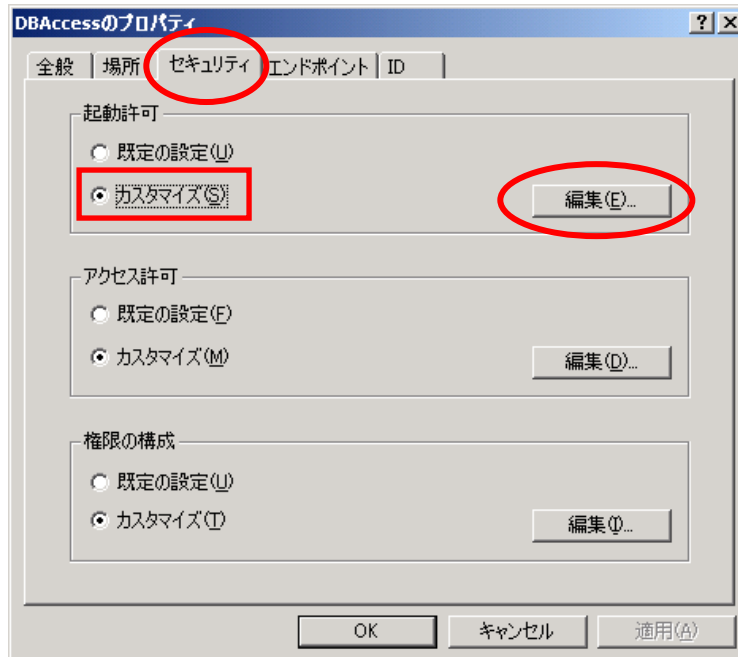 DBAccessのプロパティ
全般 場所 セキュリティ エンドポイント ID
起動許可
既定の設定(U)
カスタマイズ(S) 編集(E)...
アクセス許可
既定の設定(F)
カスタマイズ(M) 編集(D)...
権限の構成
既定の設定(U)
カスタマイズ(T) 編集(I)...
OK キャンセル 適用(A)